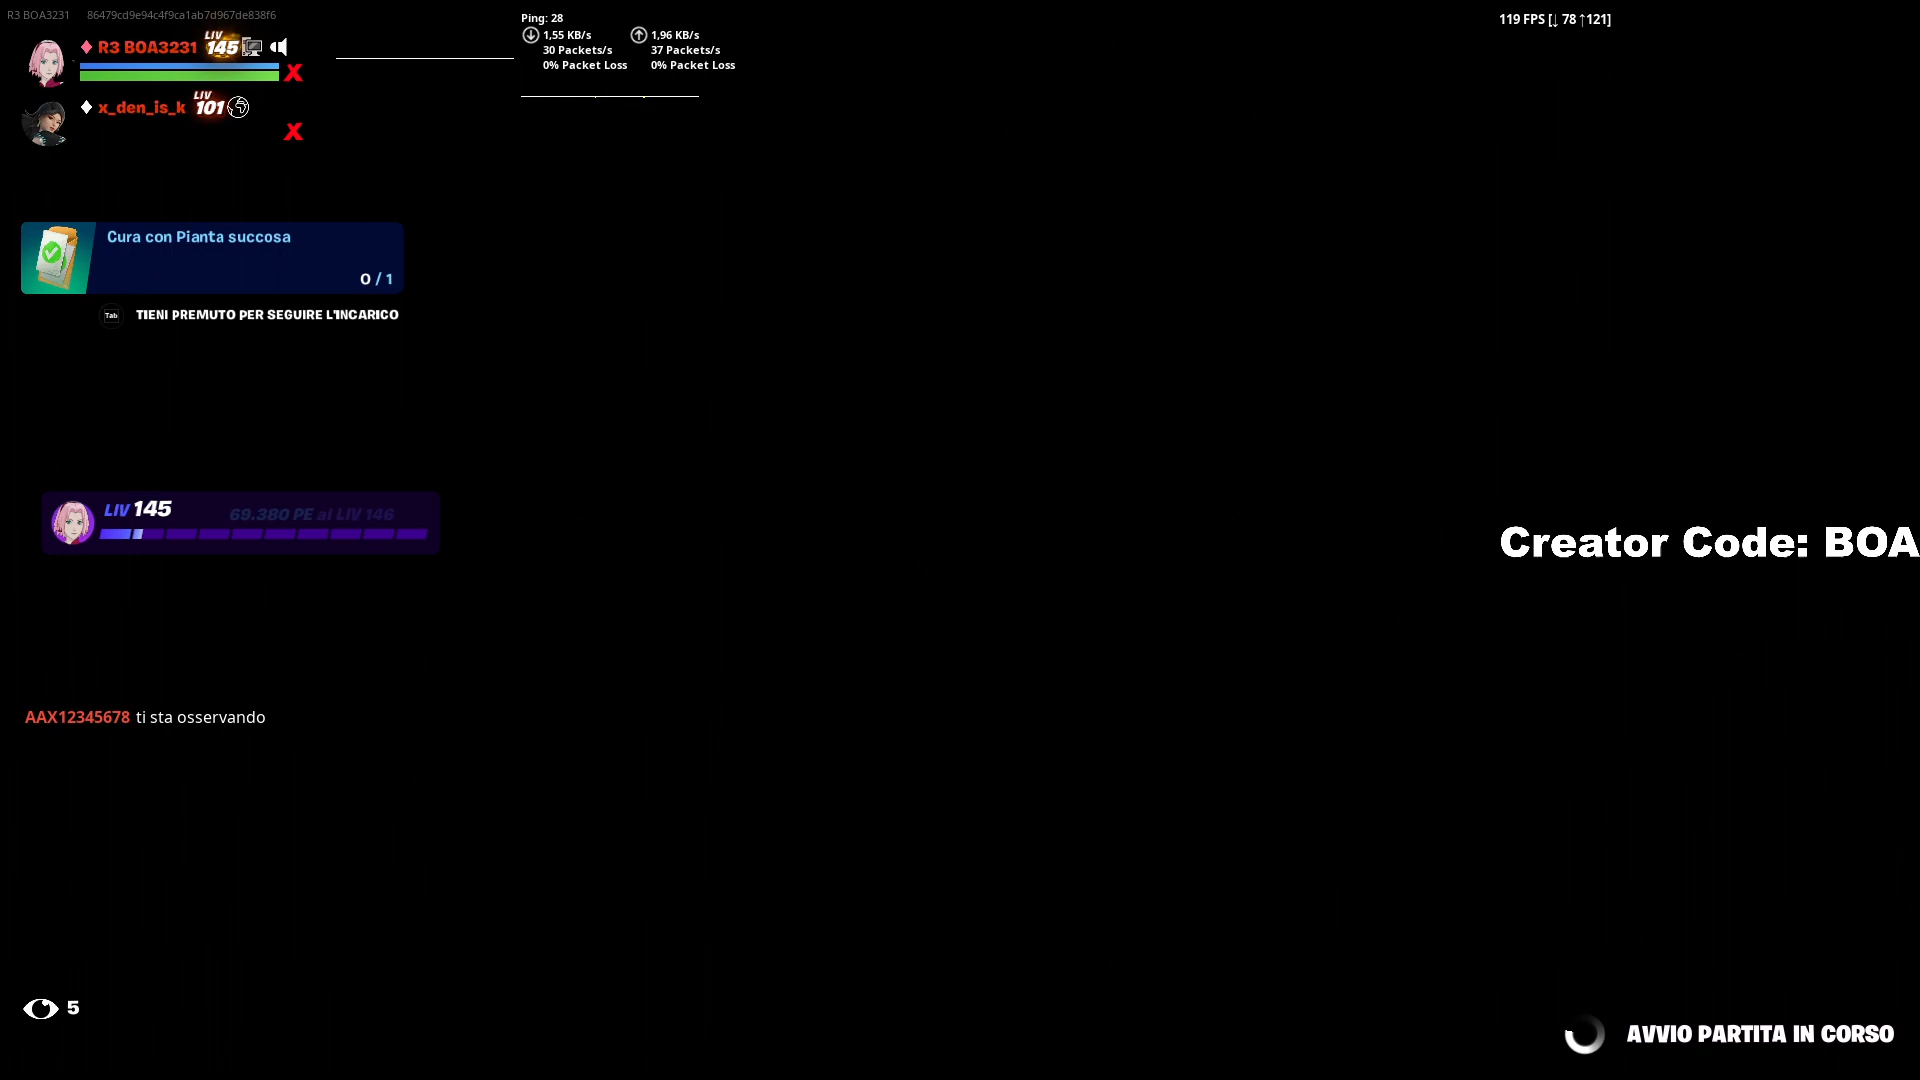 R3 BOA3231 86479cd9e94c4f9ca1ab7d967de838f6
R3 BOA3231 LIV 145
x_den_is_k LIV 101
Ping: 28
1,55 KB/s 1,96 KB/s
30 Packets/s 37 Packets/s
0% Packet Loss 0% Packet Loss
119 FPS [↓ 78 ↑121]
Cura con Pianta succosa
0 / 1
Tab TIENI PREMUTO PER SEGUIRE L'INCARICO
LIV 145 69.380 PE al LIV 146
Creator Code: BOA
AAX12345678 ti sta osservando
5
AVVIO PARTITA IN CORSO